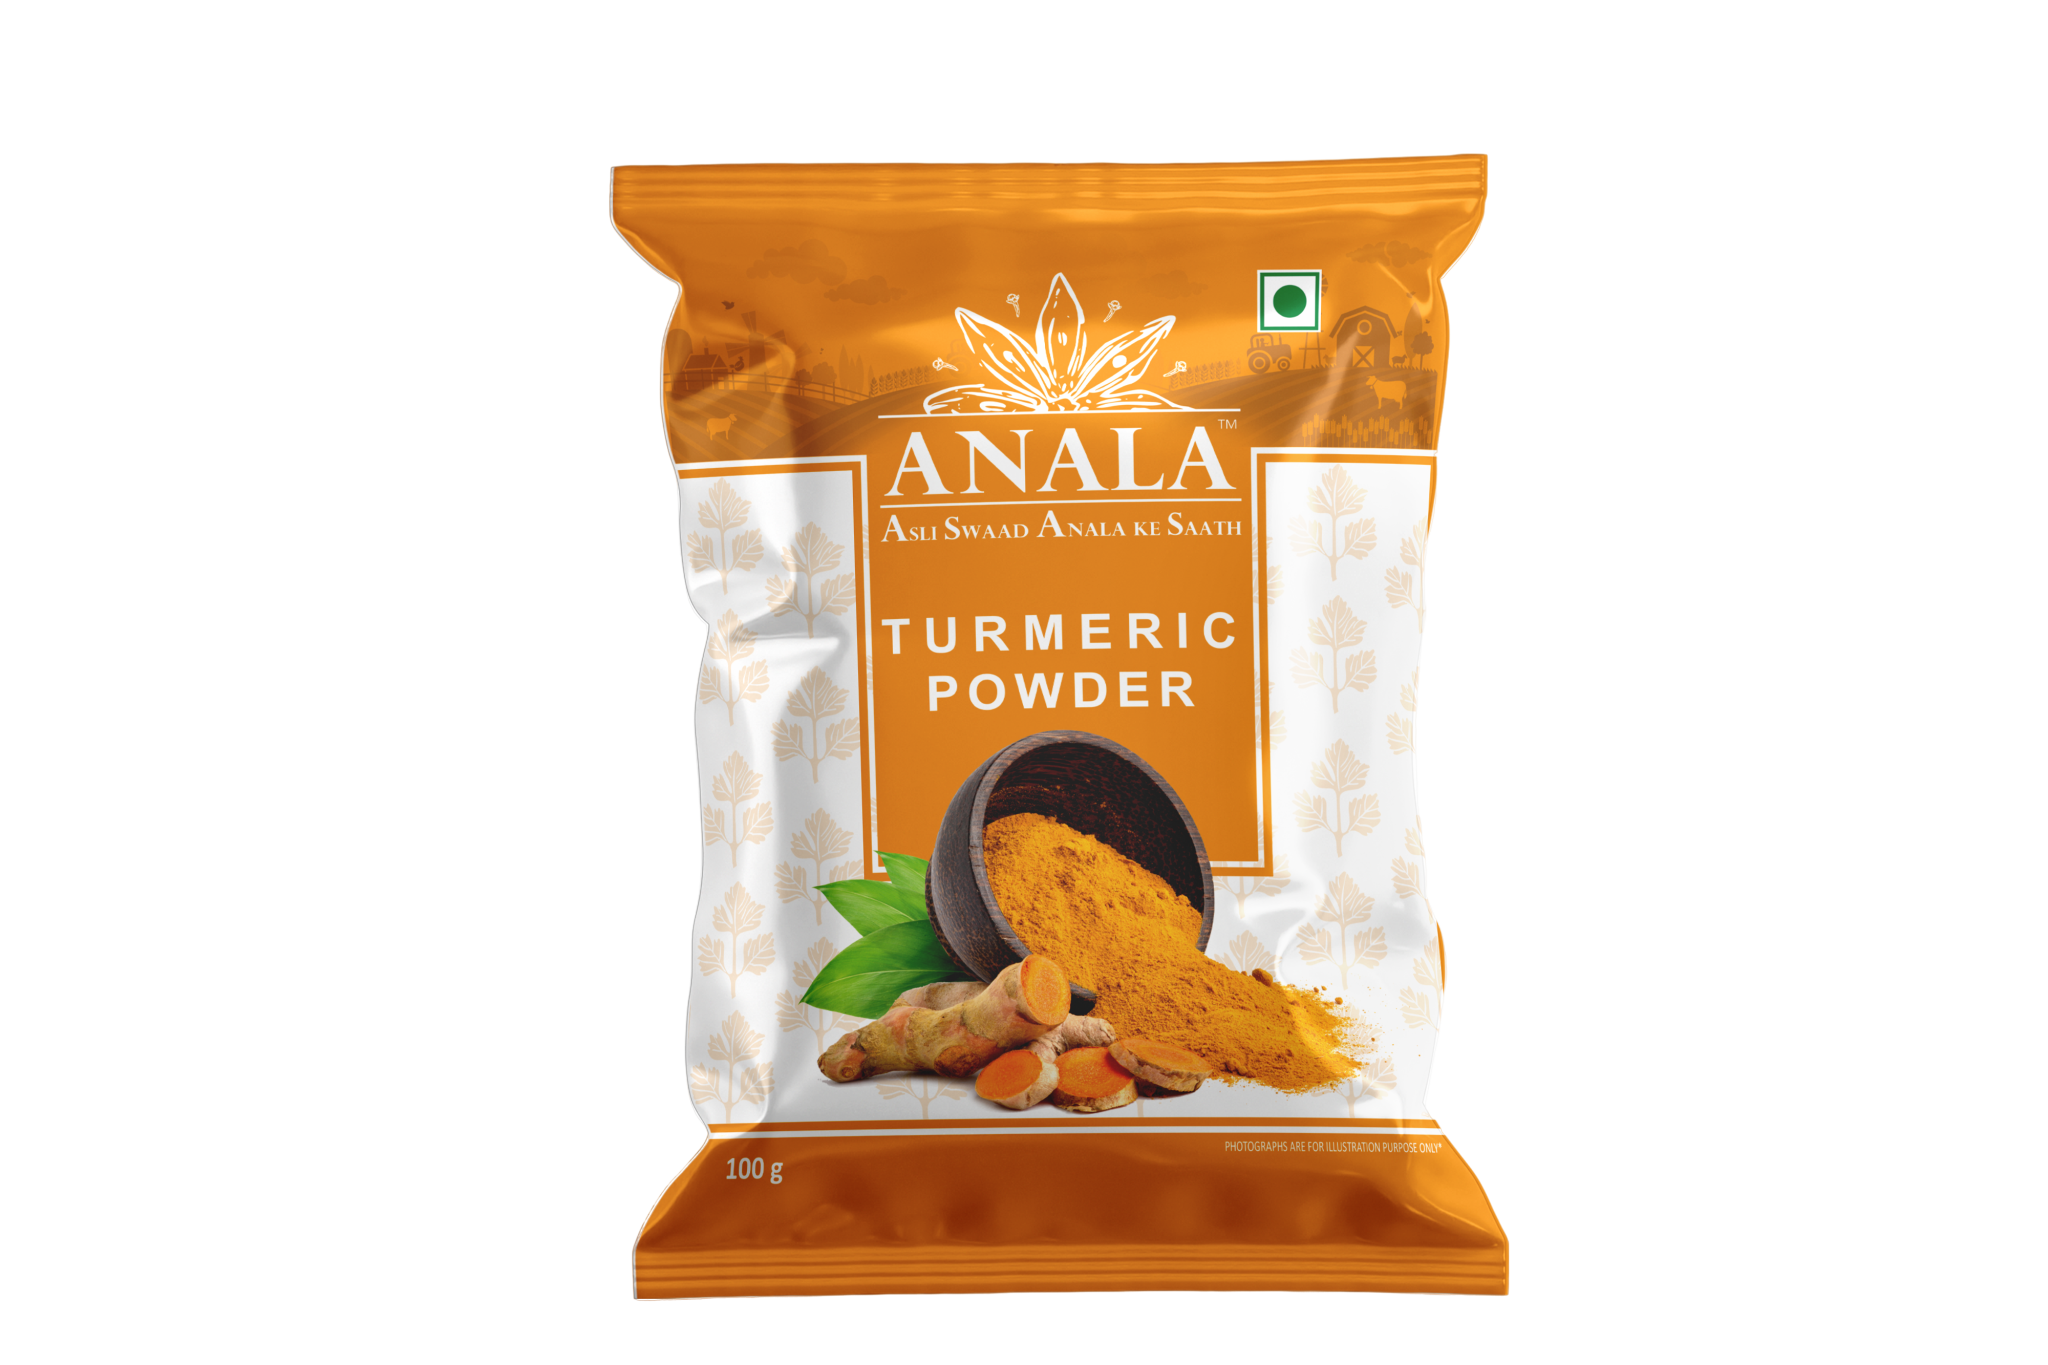 ANALA™
ASLI SWAAD ANALA KE SAATH
TURMERIC
POWDER
PHOTOGRAPHS ARE FOR ILLUSTRATION PURPOSE ONLY*
100 g